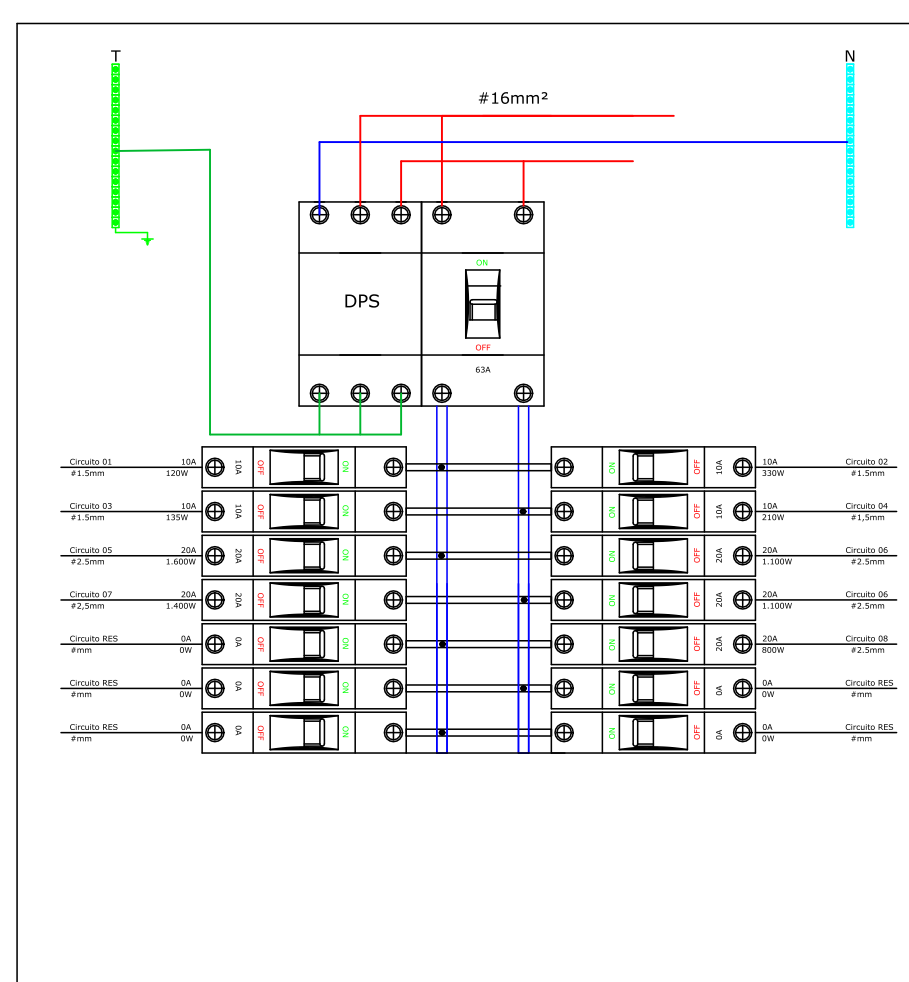 T
N
#16mm²
ON
DPS
OFF
63A
Circuito 01 10A 10A OFF ON
#1.5mm 120W
ON OFF 10A 10A Circuito 02
330W #1.5mm
Circuito 03 10A 10A OFF ON
#1.5mm 135W
ON OFF 10A 10A Circuito 04
210W #1,5mm
Circuito 05 20A 20A OFF ON
#2.5mm 1.600W
ON OFF 20A 20A Circuito 06
1.100W #2.5mm
Circuito 07 20A 20A OFF ON
#2,5mm 1.400W
ON OFF 20A 20A Circuito 06
1.100W #2.5mm
Circuito RES 0A 0A OFF ON
#mm 0W
ON OFF 20A 20A Circuito 08
800W #2.5mm
Circuito RES 0A 0A OFF ON
#mm 0W
ON OFF 0A 0A Circuito RES
0W #mm
Circuito RES 0A 0A OFF ON
#mm 0W
ON OFF 0A 0A Circuito RES
0W #mm